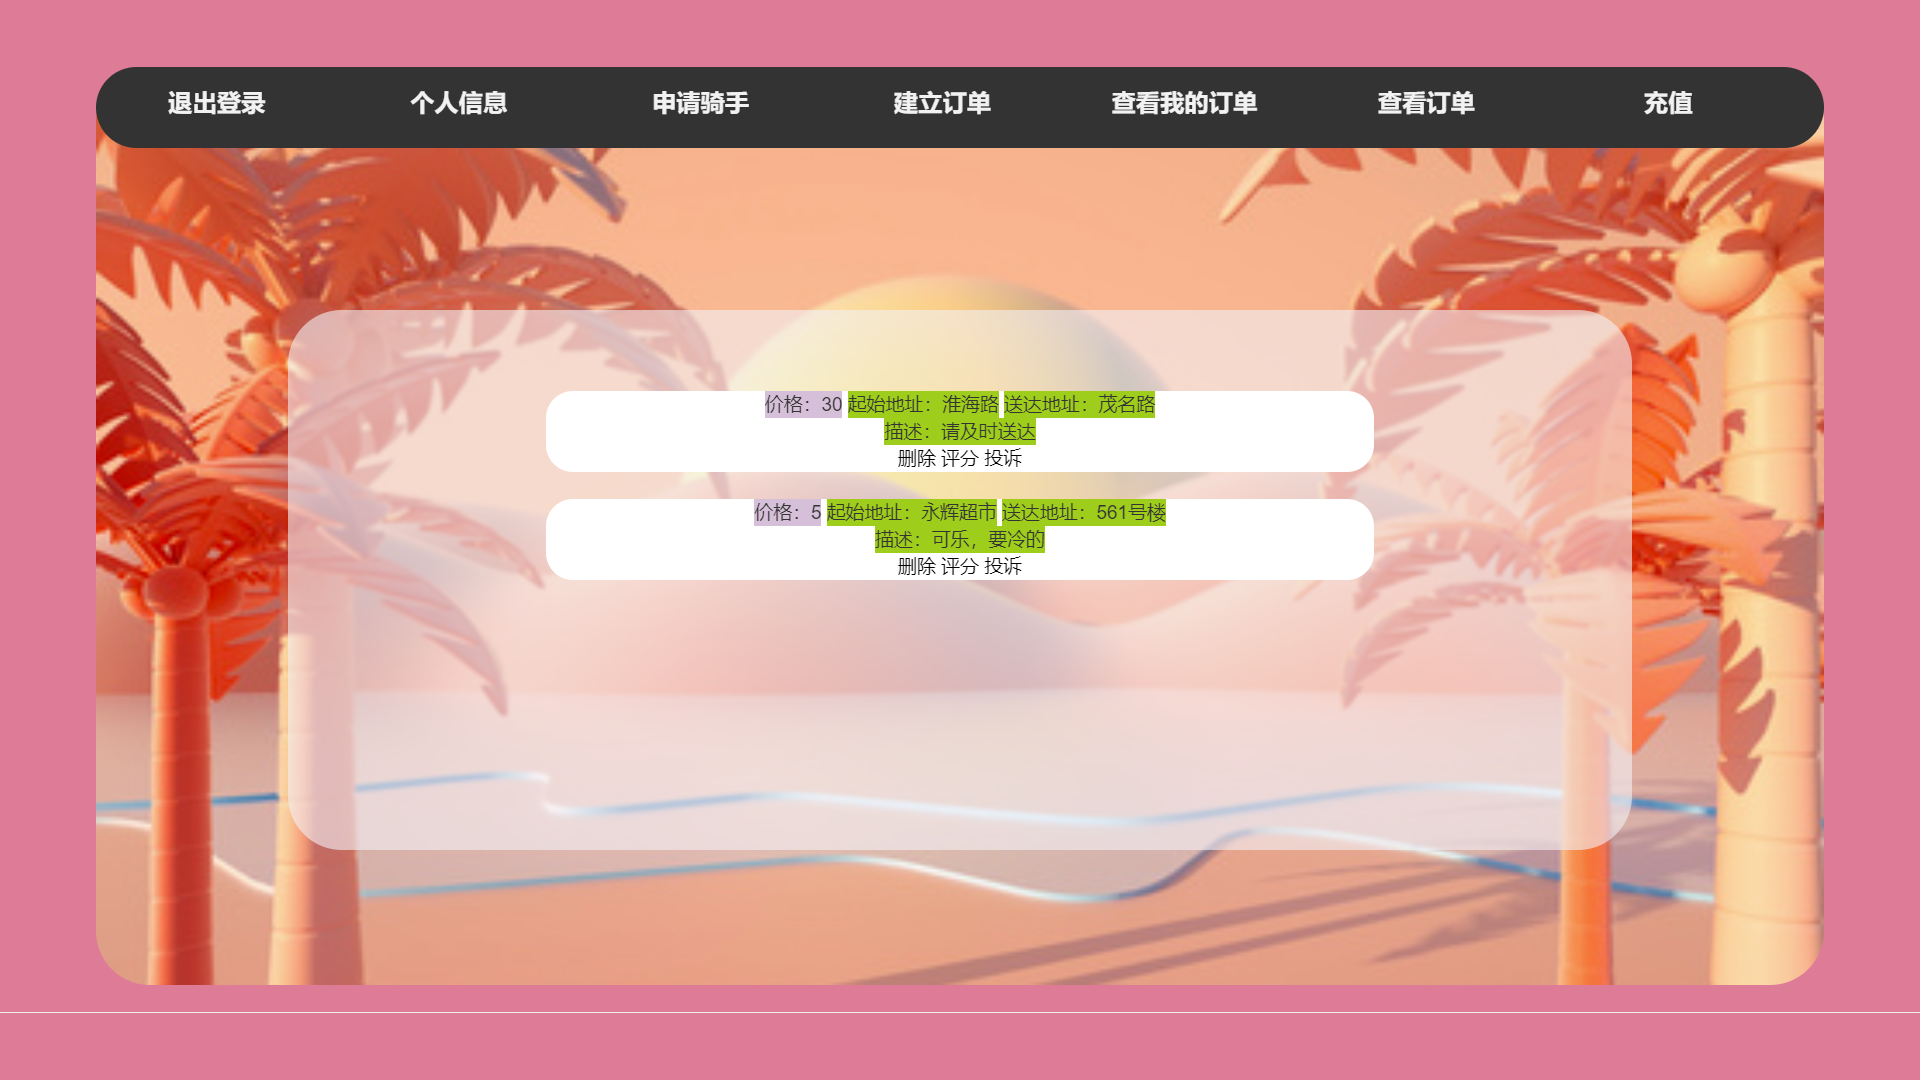 退出登录 个人信息 申请骑手 建立订单 查看我的订单 查看订单 充值
价格：30 起始地址：淮海路 送达地址：茂名路
描述：请及时送达
删除 评分 投诉
价格：5 起始地址：永辉超市 送达地址：561号楼
描述：可乐，要冷的
删除 评分 投诉